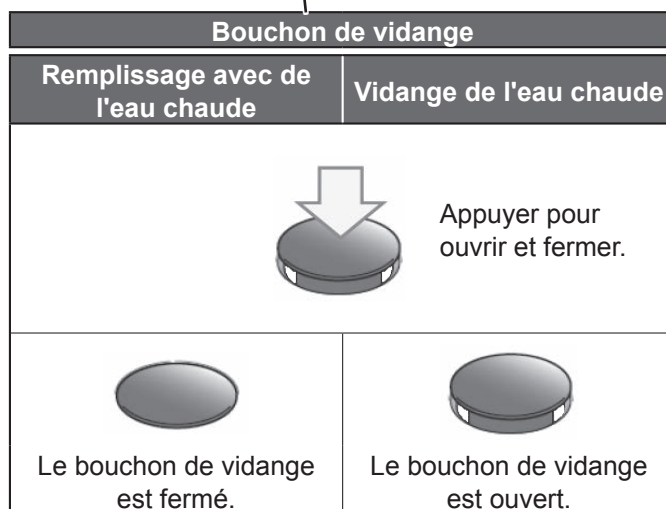 Bouchon de vidange
Remplissage avec de
l'eau chaude
Vidange de l'eau chaude
Appuyer pour
ouvrir et fermer.
Le bouchon de vidange
est fermé.
Le bouchon de vidange
est ouvert.